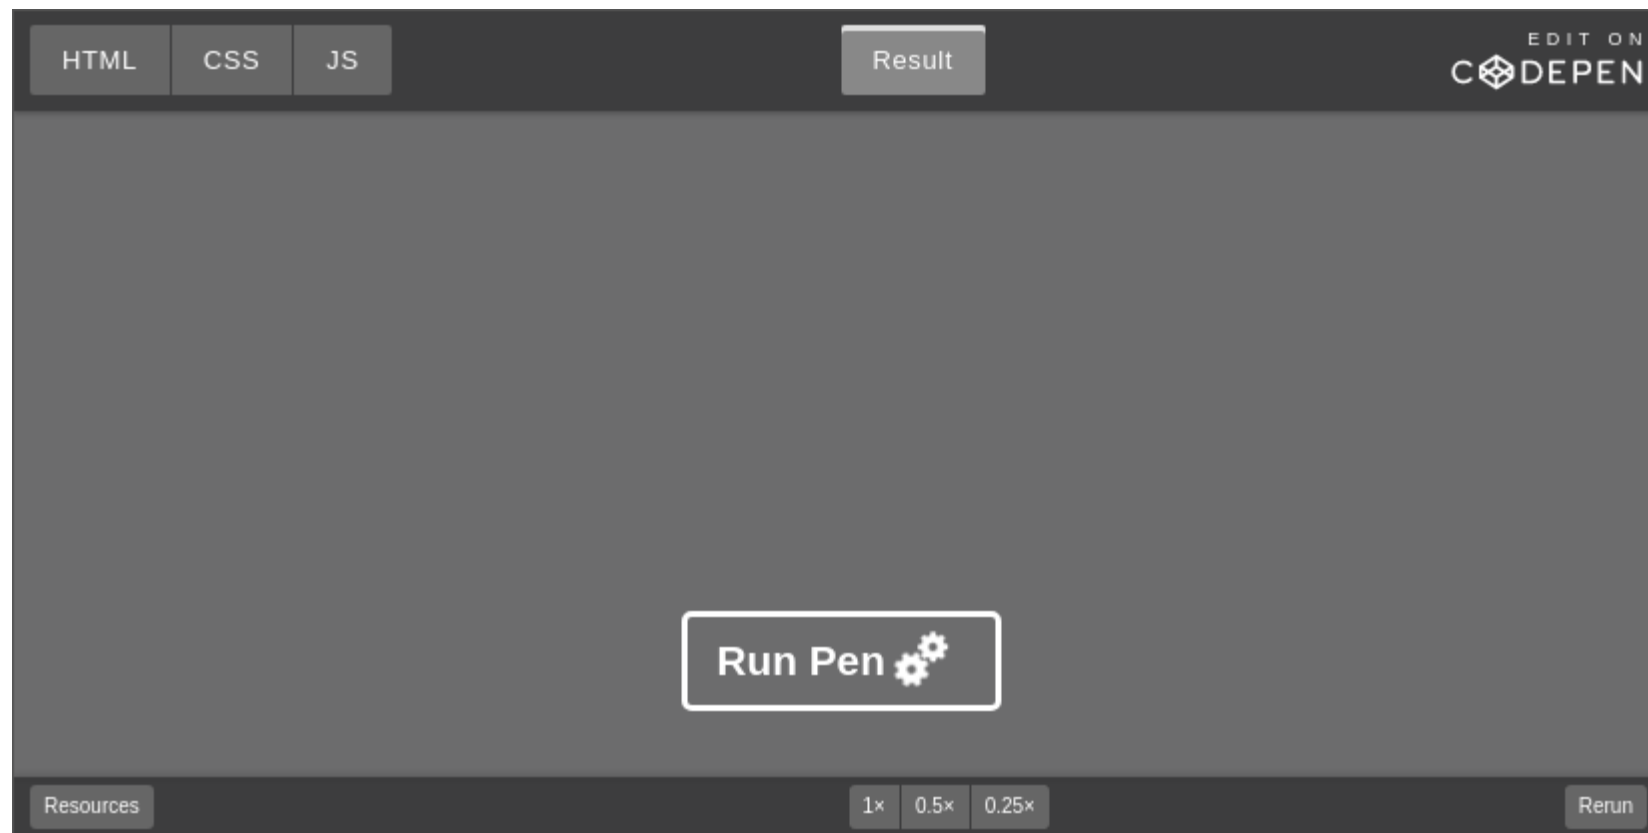 HTML CSS JS Result EDIT ON
CODEPEN
Run Pen
Resources 1× 0.5× 0.25× Rerun